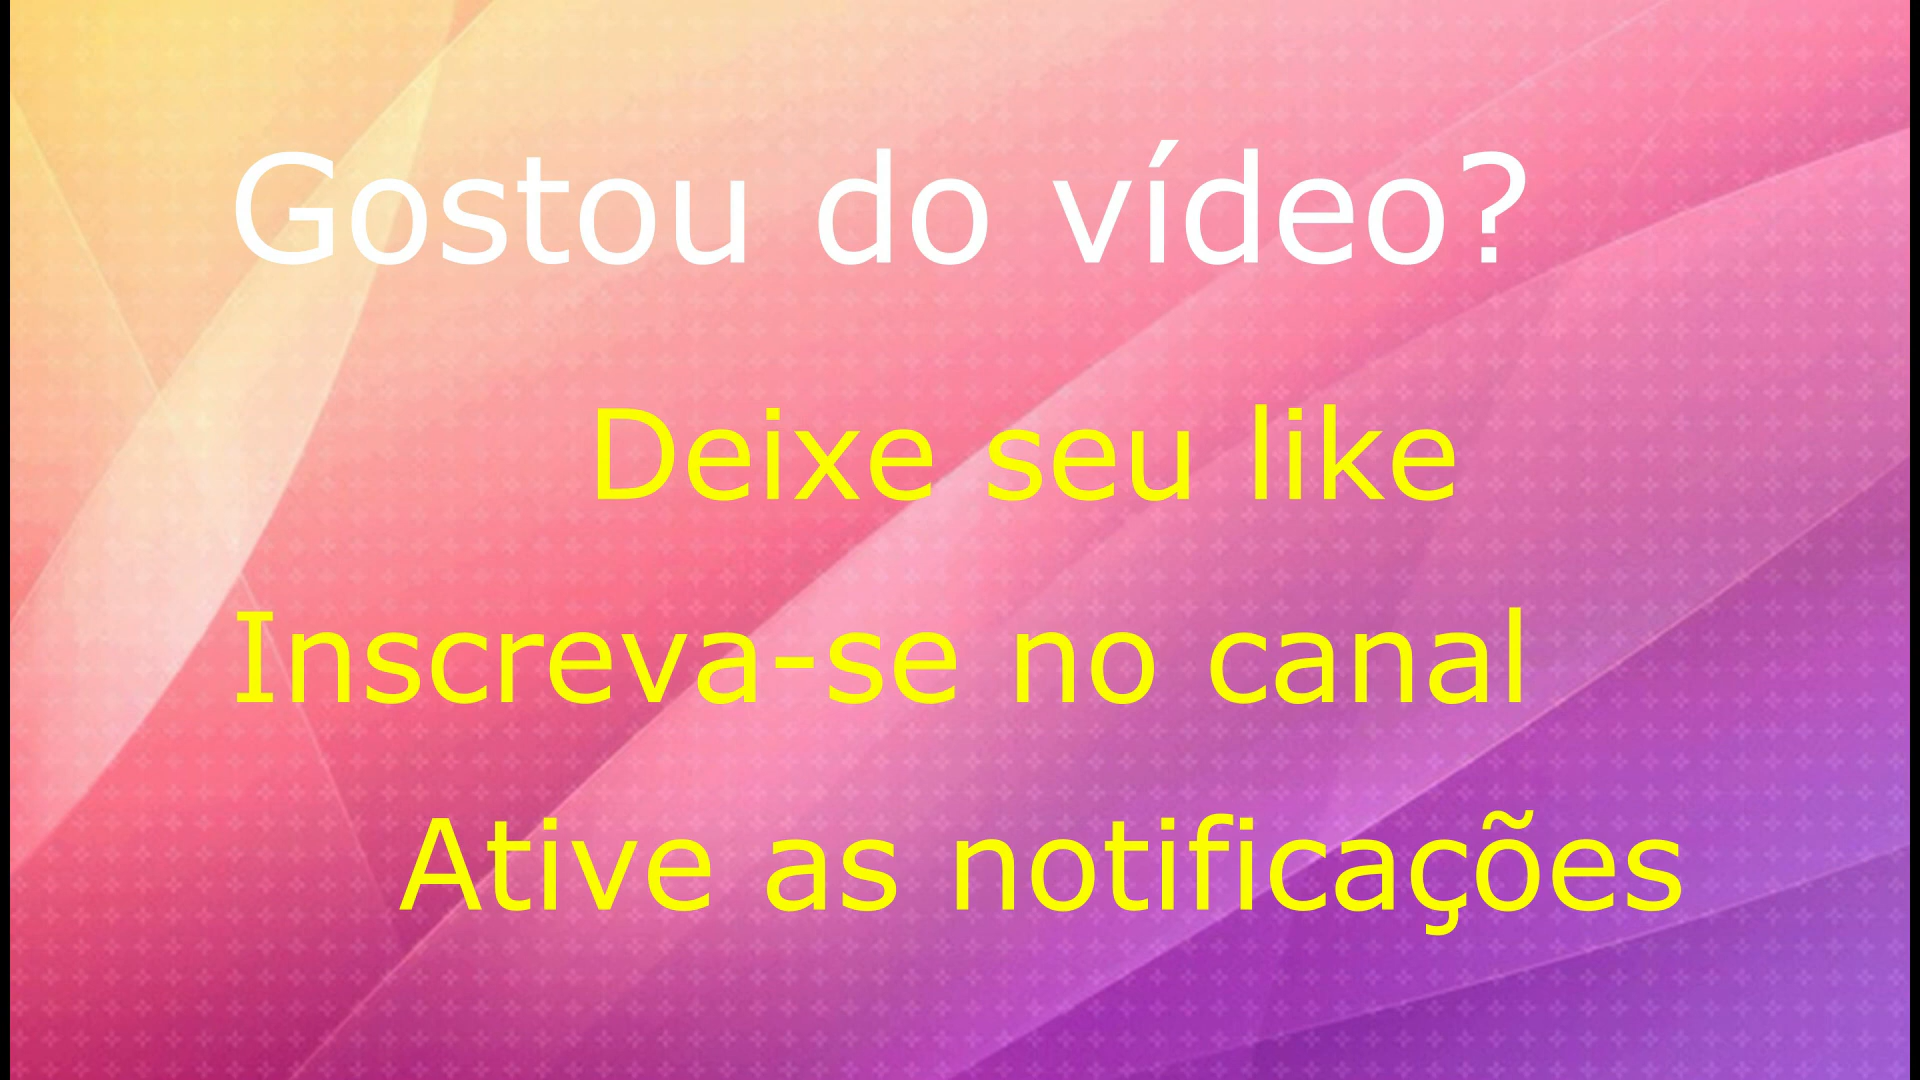 Gostou do vídeo?
Deixe seu like
Inscreva-se no canal
Ative as notificações